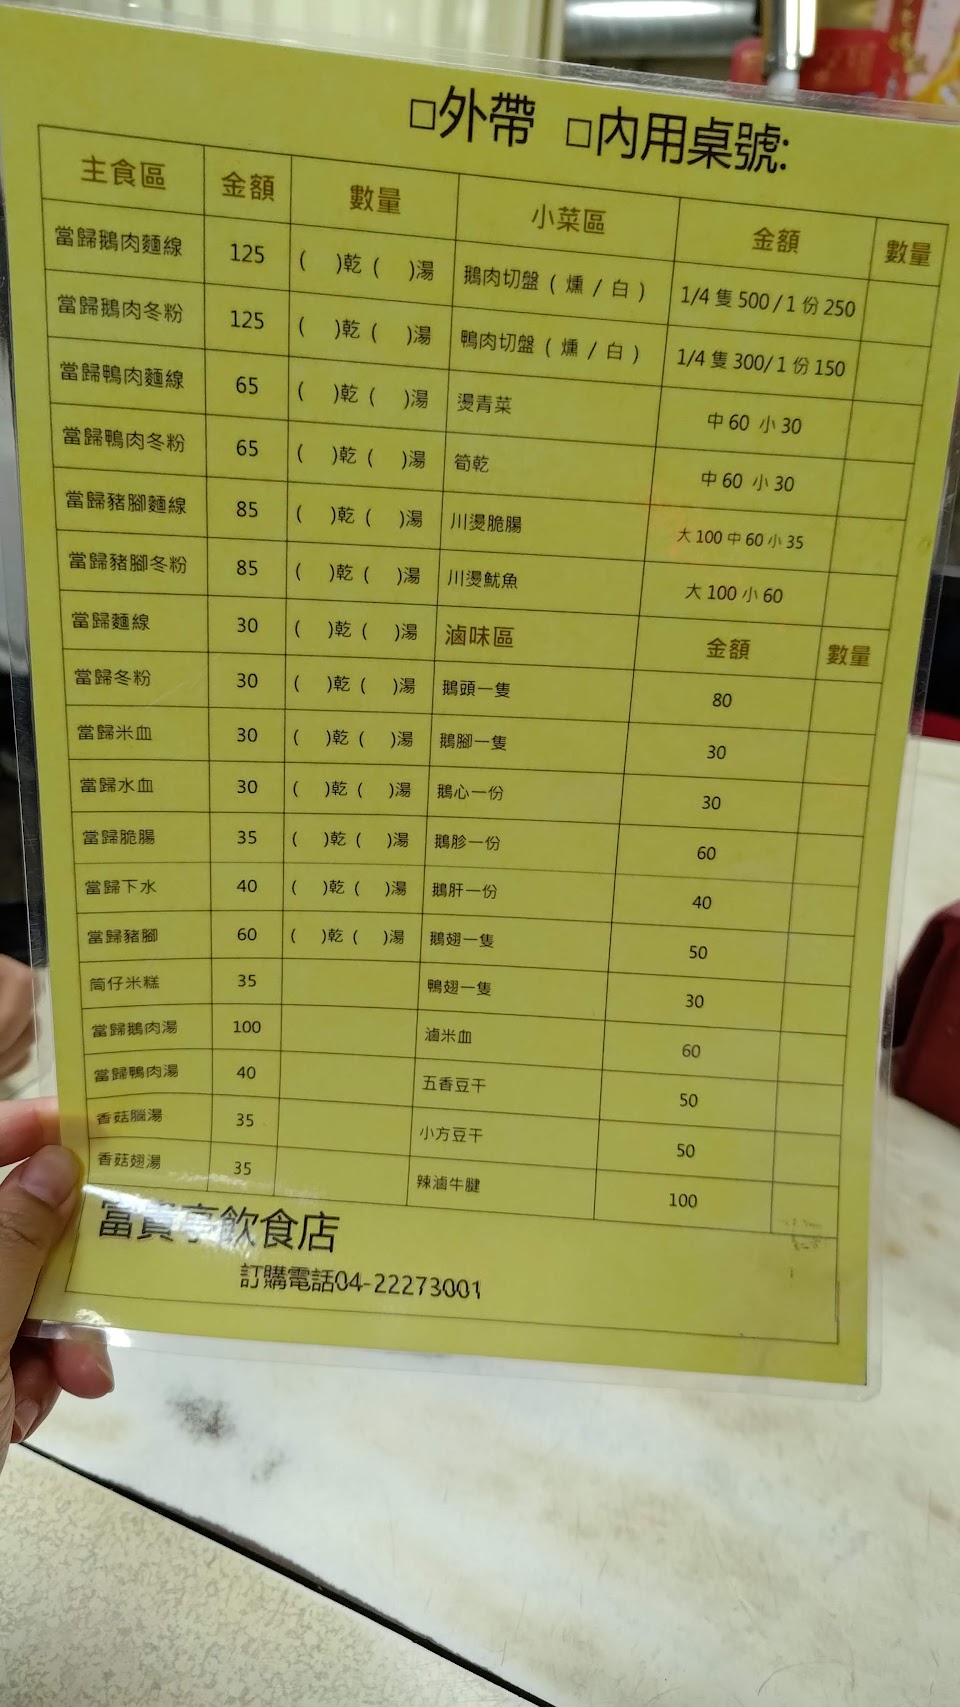 □外帶 □內用桌號:
主食區 金額 數量 小菜區 金額 數量
當歸鵝肉麵線 125 ( )乾 ( )湯 鵝肉切盤 ( 燻 / 白 ) 1/4 隻 500 / 1 份 250
當歸鵝肉冬粉 125 ( )乾 ( )湯 鴨肉切盤 ( 燻 / 白 ) 1/4 隻 300/ 1 份 150
當歸鴨肉麵線 65 ( )乾 ( )湯 燙青菜 中 60 小 30
當歸鴨肉冬粉 65 ( )乾 ( )湯 筍乾 中 60 小 30
當歸豬腳麵線 85 ( )乾 ( )湯 川燙脆腸 大 100 中 60 小 35
當歸豬腳冬粉 85 ( )乾 ( )湯 川燙魷魚 大 100 小 60
當歸麵線 30 ( )乾 ( )湯 滷味區 金額 數量
當歸冬粉 30 ( )乾 ( )湯 鵝頭一隻 80
當歸米血 30 ( )乾 ( )湯 鵝腳一隻 30
當歸水血 30 ( )乾 ( )湯 鵝心一份 30
當歸脆腸 35 ( )乾 ( )湯 鵝胗一份 60
當歸下水 40 ( )乾 ( )湯 鵝肝一份 40
當歸豬腳 60 ( )乾 ( )湯 鵝翅一隻 50
筒仔米糕 35 鴨翅一隻 30
當歸鵝肉湯 100 滷米血 60
當歸鴨肉湯 40 五香豆干 50
香菇腦湯 35 小方豆干 50
香菇翅湯 35 辣滷牛腱 100
富貴亭飲食店
訂購電話04-22273001